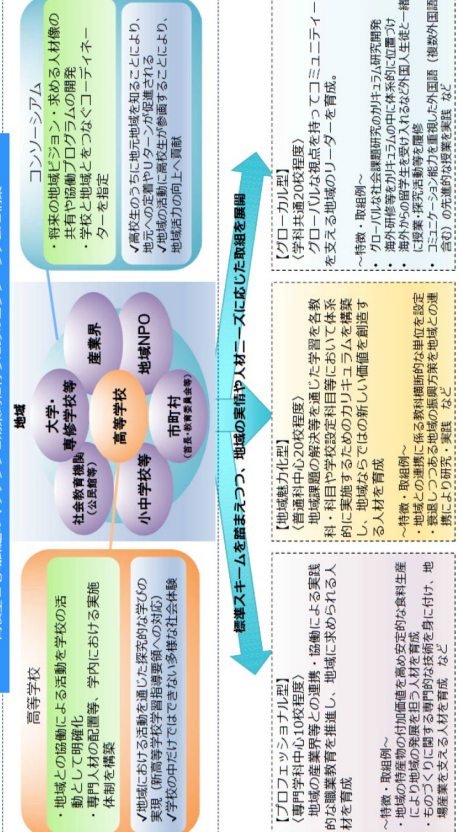 高等学校
・地域との協働による活動を学校の活
動として明確化
・専門人材の配置等、学内における実施
体制を構築
✓地域における活動を通じた探究的な学びの
実現（新高等学校学習指導要領への対応）
✓学校の中だけではできない多様な社会体験
地域
大学・
専修学校等
産業界
地域NPO
市町村
（首長・教育委員会等）
小中学校等
社会教育機関
（公民館等）
高等学校
コンソーシアム
・将来の地域ビジョン・求める人材像の
共有や協働プログラムの開発
・学校と地域とをつなぐコーディネー
ターを指定
✓高校生のうちに地元地域を知ることにより、
地元への定着やUターンが促進される
✓地域の活動に高校生が参画することにより、
地域活力の向上へ貢献
標準スキームを踏まえつつ、地域の実情や人材ニーズに応じた取組を展開
【プロフェッショナル型】
〈専門学科中心10校程度〉
地域の産業界等との連携・協働による実践
的な職業教育を推進し、地域に求められる人
材を育成
～特徴・取組例～
・地域の特産物の付加価値を高め安定的な食料生産
により地域の発展を担う人材を育成
・ものづくりに関する専門的な技術を身に付け、地
場産業を支える人材を育成 など
【地域魅力化型】
〈普通科中心20校程度〉
地域課題の解決等を通じた学習を各教
科・科目や学校設定科目等において体系
的に実施するためのカリキュラムを構築
し、地域ならではの新しい価値を創造す
る人材を育成
～特徴・取組例～
・地域との連携に係る教科横断的な単位を設定
・衰退しつつある地域の振興方策を地域との連
携により研究・実践 など
【グローカル型】
〈学科共通20校程度〉
グローバルな視点を持ってコミュニティー
を支える地域のリーダーを育成。
～特徴・取組例～
・グローバルな社会課題研究のカリキュラム研究開発
・海外研修等をカリキュラムの中に体系的に位置づけ
・海外からの留学生を受け入れるなど外国人生徒と一緒
に授業・探究活動等を履修
・コミュニケーション能力を重視した外国語（複数外国語
含む）の先進的な授業を実践 など